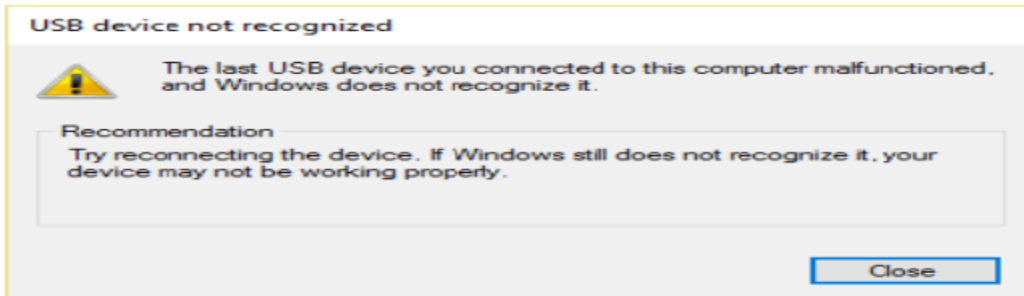 USB device not recognized
The last USB device you connected to this computer malfunctioned,
and Windows does not recognize it.
Recommendation
Try reconnecting the device. If Windows still does not recognize it, your
device may not be working properly.
Close